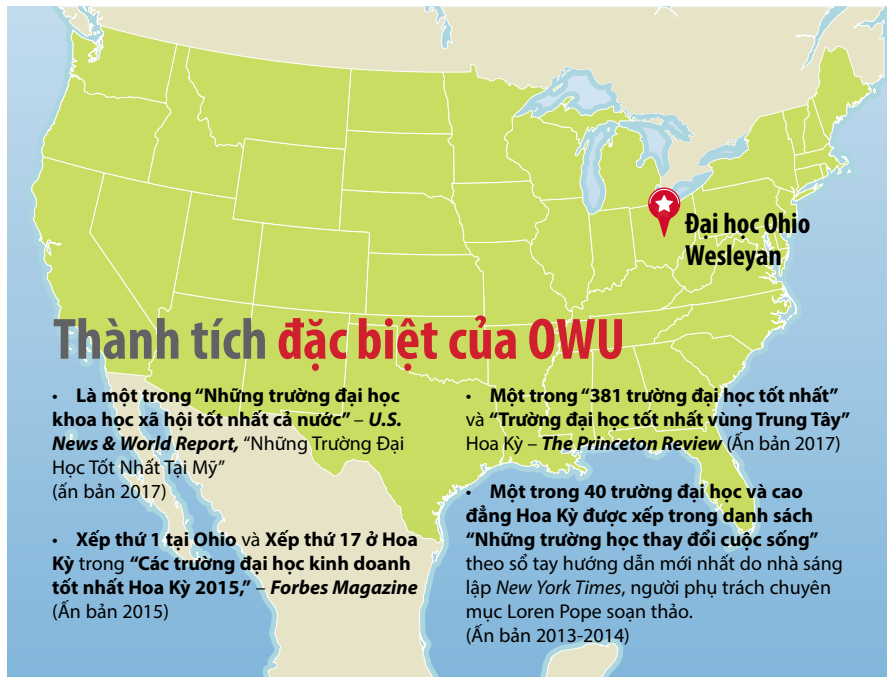 Đại học Ohio
Wesleyan
Thành tích đặc biệt của OWU
• Là một trong “Những trường đại học
khoa học xã hội tốt nhất cả nước” – U.S.
News & World Report, “Những Trường Đại
Học Tốt Nhất Tại Mỹ”
(ấn bản 2017)
• Xếp thứ 1 tại Ohio và Xếp thứ 17 ở Hoa
Kỳ trong “Các trường đại học kinh doanh
tốt nhất Hoa Kỳ 2015,” – Forbes Magazine
(Ấn bản 2015)
• Một trong “381 trường đại học tốt nhất”
và “Trường đại học tốt nhất vùng Trung Tây”
Hoa Kỳ – The Princeton Review (Ấn bản 2017)
• Một trong 40 trường đại học và cao
đẳng Hoa Kỳ được xếp trong danh sách
“Những trường học thay đổi cuộc sống”
theo sổ tay hướng dẫn mới nhất do nhà sáng
lập New York Times, người phụ trách chuyên
mục Loren Pope soạn thảo.
(Ấn bản 2013-2014)